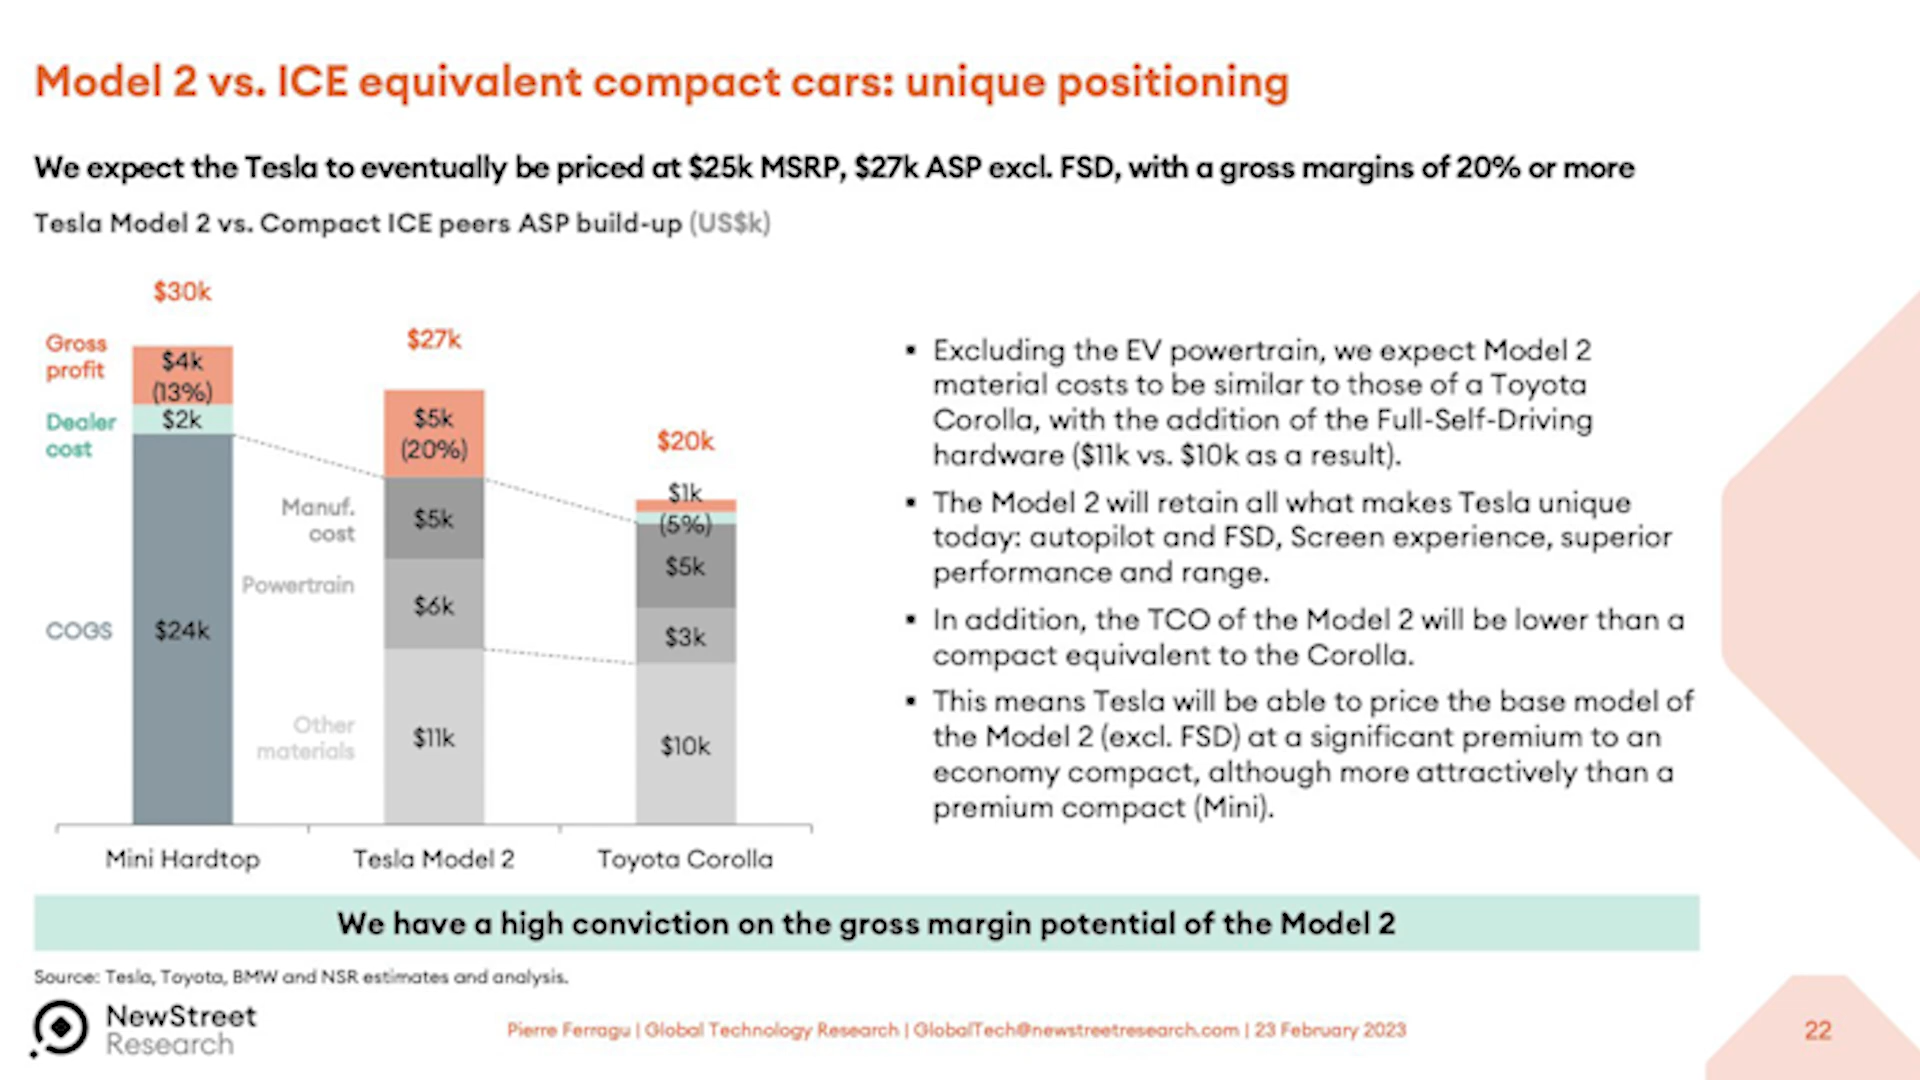 Model 2 vs. ICE equivalent compact cars: unique positioning
We expect the Tesla to eventually be priced at $25k MSRP, $27k ASP excl. FSD, with a gross margins of 20% or more
Tesla Model 2 vs. Compact ICE peers ASP build-up (US$k)
$30k
Gross
profit
$4k
(13%)
Dealer
cost
$2k
COGS
$24k
Mini Hardtop
$27k
$5k
(20%)
Manuf.
cost
$5k
Powertrain
$6k
Other
materials
$11k
Tesla Model 2
$20k
$1k
(5%)
$5k
$3k
$10k
Toyota Corolla
▪ Excluding the EV powertrain, we expect Model 2
material costs to be similar to those of a Toyota
Corolla, with the addition of the Full-Self-Driving
hardware ($11k vs. $10k as a result).
▪ The Model 2 will retain all what makes Tesla unique
today: autopilot and FSD, Screen experience, superior
performance and range.
▪ In addition, the TCO of the Model 2 will be lower than a
compact equivalent to the Corolla.
▪ This means Tesla will be able to price the base model of
the Model 2 (excl. FSD) at a significant premium to an
economy compact, although more attractively than a
premium compact (Mini).
We have a high conviction on the gross margin potential of the Model 2
Source: Tesla, Toyota, BMW and NSR estimates and analysis.
NewStreet
Research
Pierre Ferragu | Global Technology Research | GlobalTech@newstreetresearch.com | 23 February 2023
22